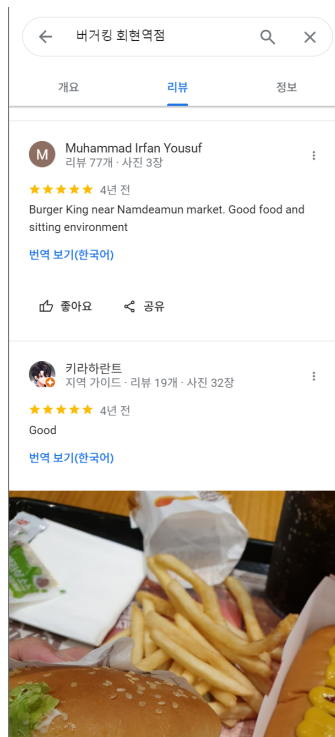 버거킹 회현역점
개요 리뷰 정보
M Muhammad Irfan Yousuf
리뷰 77개 · 사진 3장
4년 전
Burger King near Namdeamun market. Good food and
sitting environment
번역 보기(한국어)
좋아요 공유
키라하란트
지역 가이드 · 리뷰 19개 · 사진 32장
4년 전
Good
번역 보기(한국어)